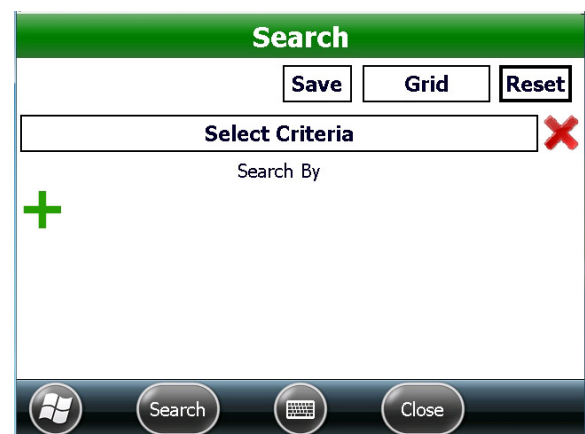 Search
Save Grid Reset
Select Criteria
Search By
Search Close